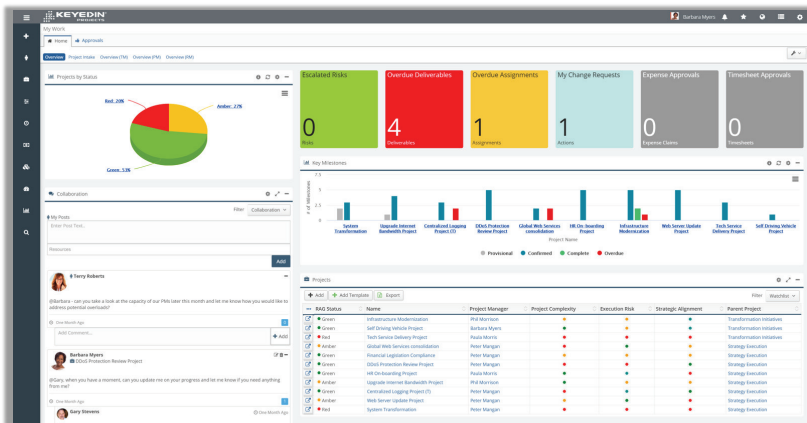 KEYEDIN
PROJECTS
Barbara Myers
My Work
Home
Approvals
Overview
Project Intake
Overview (TM)
Overview (PM)
Overview (RM)
Projects by Status
Red: 20%
Amber: 27%
Green: 53%
Escalated Risks
0
Risks
Overdue Deliverables
4
Deliverables
Overdue Assignments
1
Assignments
My Change Requests
1
Actions
Expense Approvals
0
Expense Claims
Timesheet Approvals
0
Timesheets
Key Milestones
# of Milestones
7.5
5
2.5
0
System Transformation
Upgrade Internet Bandwidth Project
Centralized Logging Project (T)
DDoS Protection Review Project
Global Web Services consolidation
HR On-boarding Project
Infrastructure Modernization
Web Server Update Project
Tech Service Delivery Project
Self Driving Vehicle Project
Project Name
Provisional
Confirmed
Complete
Overdue
Collaboration
Filter: Collaboration
My Posts
Enter Post Text...
Resources
Add
Terry Roberts
@Barbara - can you take a look at the capacity of our PMs later this month and let me know how you would like to
address potential overloads?
One Month Ago
Add Comment...
+ Add
Barbara Myers
DDoS Protection Review Project
@Gary, when you have a moment, can you update me on your progress and let me know if you need anything
from me?
One Month Ago
Gary Stevens
One Month Ago
Projects
Add
Add Template
Export
Filter: Watchlist
RAG Status Name Project Manager Project Complexity Execution Risk Strategic Alignment Parent Project
Green Infrastructure Modernization Phil Morrison Transformation Initiatives
Green Self Driving Vehicle Project Barbara Myers Transformation Initiatives
Red Tech Service Delivery Project Paula Morris Transformation Initiatives
Amber Global Web Services consolidation Peter Mangan Strategy Execution
Green Financial Legislation Compliance Peter Mangan Strategy Execution
Green DDoS Protection Review Project Peter Mangan Strategy Execution
Green HR On-boarding Project Paula Morris Strategy Execution
Amber Upgrade Internet Bandwidth Project Phil Morrison Strategy Execution
Green Centralized Logging Project (T) Peter Mangan Strategy Execution
Amber Web Server Update Project Peter Mangan Strategy Execution
Red System Transformation Peter Mangan Strategy Execution